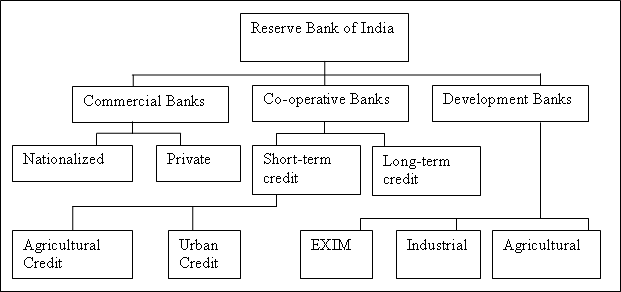 Reserve Bank of India
Commercial Banks
Co-operative Banks
Development Banks
Nationalized
Private
Short-term
credit
Long-term
credit
Agricultural
Credit
Urban
Credit
EXIM
Industrial
Agricultural